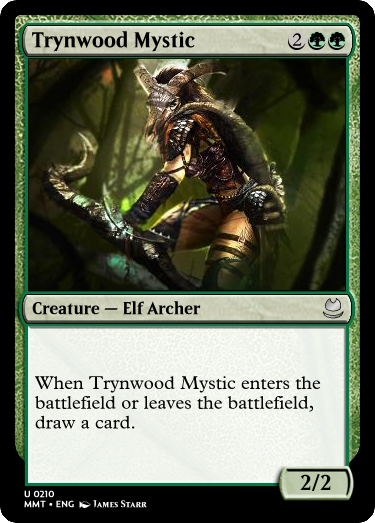 Trynwood Mystic 2
Creature — Elf Archer
When Trynwood Mystic enters the
battlefield or leaves the battlefield,
draw a card.
2/2
U 0210
MMT • ENG James Starr